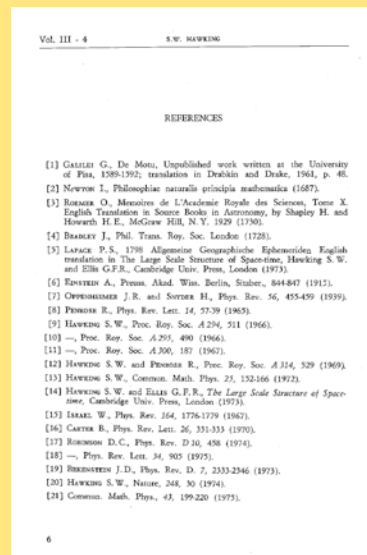 Vol. III - 4 S.W. HAWKING
REFERENCES
[1] GALILEI G., De Motu, Unpublished work written at the University
of Pisa, 1589-1592; translation in Drabkin and Drake, 1961, p. 48.
[2] NEWTON I., Philosophiae naturalis principia mathematica (1687).
[3] ROEMER O., Memoires de L'Academie Royale des Sciences, Tome X.
English Translation in Source Books in Astronomy, by Shapley H. and
Howarth H. E., McGraw Hill, N. Y. 1929 (1730).
[4] BRADLEY J., Phil. Trans. Roy. Soc. London (1728).
[5] LAPACE P. S., 1798 Allgemeine Geographische Ephemeriden, English
translation in The Large Scale Structure of Space-time, Hawking S. W.
and Ellis G.F.R., Cambridge Univ. Press, London (1973).
[6] EINSTEIN A., Preuss. Akad. Wiss. Berlin, Sitzber., 844-847 (1915).
[7] OPPENHEIMER J. R. and SNYDER H., Phys. Rev. 56, 455-459 (1939).
[8] PENROSE R., Phys. Rev. Lett. 14, 57-39 (1965).
[9] HAWKING S. W., Proc. Roy. Soc. A 294, 511 (1966).
[10] —, Proc. Roy. Soc. A 295, 490 (1966).
[11] —, Proc. Roy. Soc. A 300, 187 (1967).
[12] HAWKING S. W. and PENROSE R., Proc. Roy. Soc. A 314, 529 (1969).
[13] HAWKING S. W., Commn. Math. Phys. 25, 152-166 (1972).
[14] HAWKING S. W. and ELLIS G. F. R., The Large Scale Structure of Space-
time, Cambridge Univ. Press, London (1973).
[15] ISRAEL W., Phys. Rev. 164, 1776-1779 (1967).
[16] CARTER B., Phys. Rev. Lett. 26, 331-333 (1970).
[17] ROBINSON D. C., Phys. Rev. D 10, 458 (1974).
[18] —, Phys. Rev. Lett. 34, 905 (1975).
[19] BEKENSTEIN J. D., Phys. Rev. D. 7, 2333-2346 (1973).
[20] HAWKING S. W., Nature, 248, 30 (1974).
[21] Commun. Math. Phys., 43, 199-220 (1975).
6